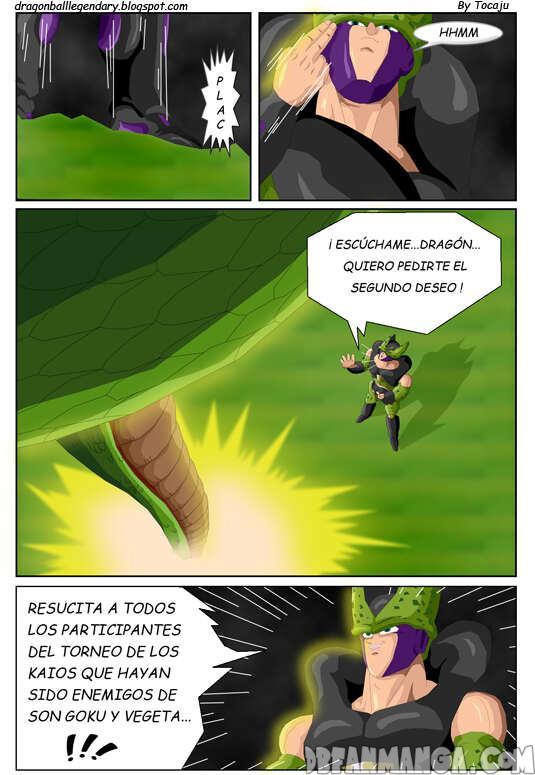 dragonballlegendary.blogspot.com
By Tocaju
PLAC
HHMM
¡ ESCÚCHAME...DRAGÓN...
QUIERO PEDIRTE EL
SEGUNDO DESEO !
RESUCITA A TODOS
LOS PARTICIPANTES
DEL TORNEO DE LOS
KAIOS QUE HAYAN
SIDO ENEMIGOS DE
SON GOKU Y VEGETA...
!!!
DBFANMANGA.COM